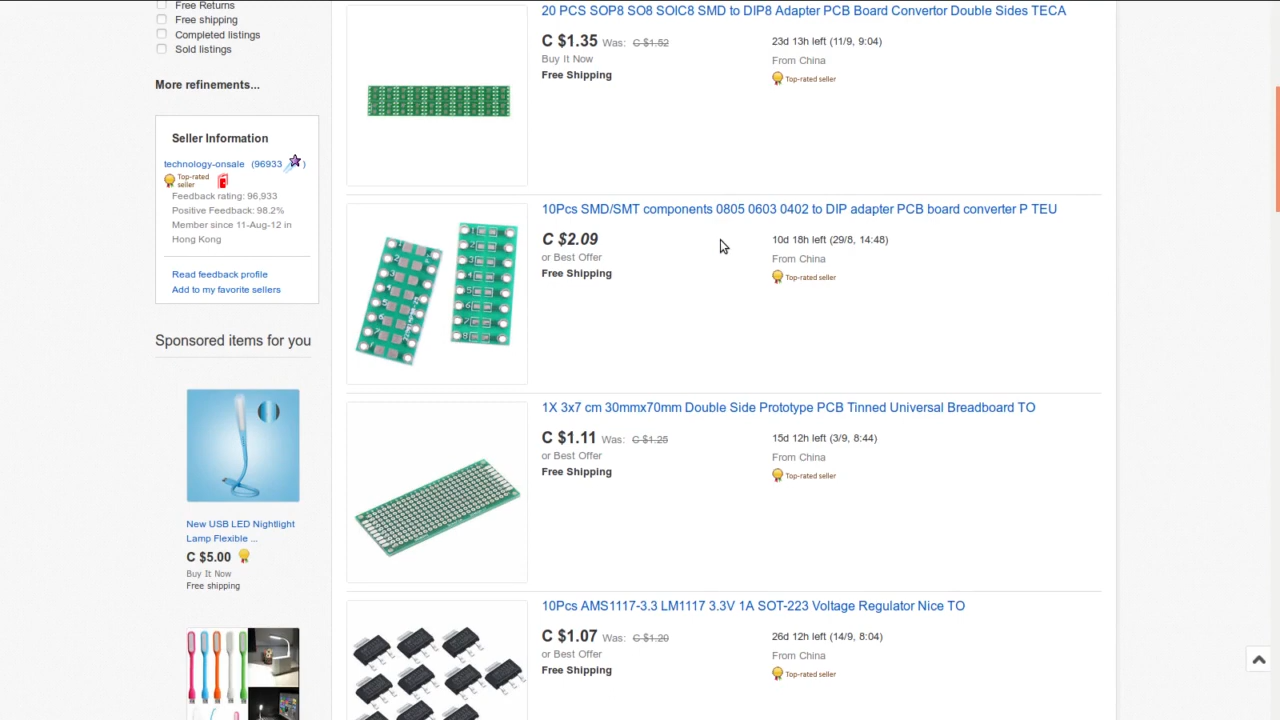 Free Returns
Free shipping
Completed listings
Sold listings
More refinements...
Seller Information
technology-onsale (96933 )
Top-rated
seller
Feedback rating: 96,933
Positive Feedback: 98.2%
Member since 11-Aug-12 in
Hong Kong
Read feedback profile
Add to my favorite sellers
Sponsored items for you
New USB LED Nightlight
Lamp Flexible ...
C $5.00
Buy It Now
Free shipping
20 PCS SOP8 SO8 SOIC8 SMD to DIP8 Adapter PCB Board Convertor Double Sides TECA
C $1.35 Was: C $1.52
Buy It Now
Free Shipping
23d 13h left (11/9, 9:04)
From China
Top-rated seller
10Pcs SMD/SMT components 0805 0603 0402 to DIP adapter PCB board converter P TEU
C $2.09
or Best Offer
Free Shipping
10d 18h left (29/8, 14:48)
From China
Top-rated seller
1X 3x7 cm 30mmx70mm Double Side Prototype PCB Tinned Universal Breadboard TO
C $1.11 Was: C $1.25
or Best Offer
Free Shipping
15d 12h left (3/9, 8:44)
From China
Top-rated seller
10Pcs AMS1117-3.3 LM1117 3.3V 1A SOT-223 Voltage Regulator Nice TO
C $1.07 Was: C $1.20
or Best Offer
Free Shipping
26d 12h left (14/9, 8:04)
From China
Top-rated seller